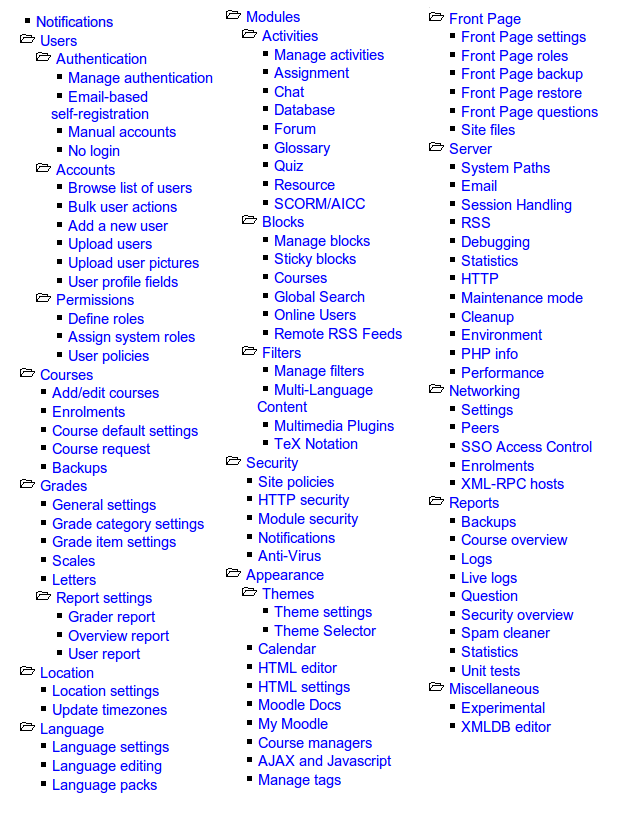 Notifications
Users
Authentication
Manage authentication
Email-based
self-registration
Manual accounts
No login
Accounts
Browse list of users
Bulk user actions
Add a new user
Upload users
Upload user pictures
User profile fields
Permissions
Define roles
Assign system roles
User policies
Courses
Add/edit courses
Enrolments
Course default settings
Course request
Backups
Grades
General settings
Grade category settings
Grade item settings
Scales
Letters
Report settings
Grader report
Overview report
User report
Location
Location settings
Update timezones
Language
Language settings
Language editing
Language packs
Modules
Activities
Manage activities
Assignment
Chat
Database
Forum
Glossary
Quiz
Resource
SCORM/AICC
Blocks
Manage blocks
Sticky blocks
Courses
Global Search
Online Users
Remote RSS Feeds
Filters
Manage filters
Multi-Language
Content
Multimedia Plugins
TeX Notation
Security
Site policies
HTTP security
Module security
Notifications
Anti-Virus
Appearance
Themes
Theme settings
Theme Selector
Calendar
HTML editor
HTML settings
Moodle Docs
My Moodle
Course managers
AJAX and Javascript
Manage tags
Front Page
Front Page settings
Front Page roles
Front Page backup
Front Page restore
Front Page questions
Site files
Server
System Paths
Email
Session Handling
RSS
Debugging
Statistics
HTTP
Maintenance mode
Cleanup
Environment
PHP info
Performance
Networking
Settings
Peers
SSO Access Control
Enrolments
XML-RPC hosts
Reports
Backups
Course overview
Logs
Live logs
Question
Security overview
Spam cleaner
Statistics
Unit tests
Miscellaneous
Experimental
XMLDB editor